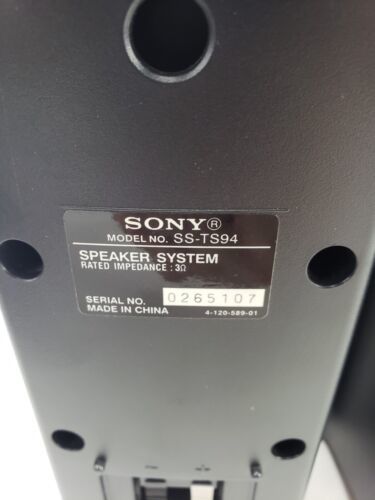 SONY®
MODEL NO. SS-TS94
SPEAKER SYSTEM
RATED IMPEDANCE : 3Ω
SERIAL NO. 0265107
MADE IN CHINA 4-120-589-01